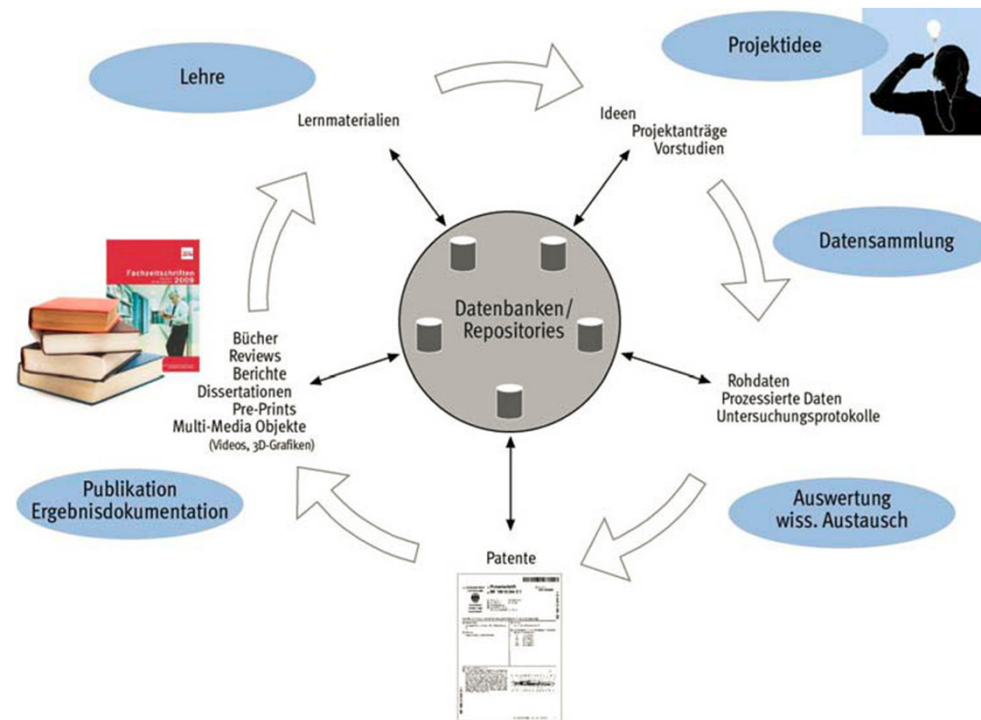 Lehre
Projektidee
Lernmaterialien
Ideen
Projektanträge
Vorstudien
Datensammlung
Fachzeitschriften
2009
Datenbanken/
Repositories
Bücher
Reviews
Berichte
Dissertationen
Pre-Prints
Multi-Media Objekte
(Videos, 3D-Grafiken)
Rohdaten
Prozessierte Daten
Untersuchungsprotokolle
Publikation
Ergebnisdokumentation
Auswertung
wiss. Austausch
Patente